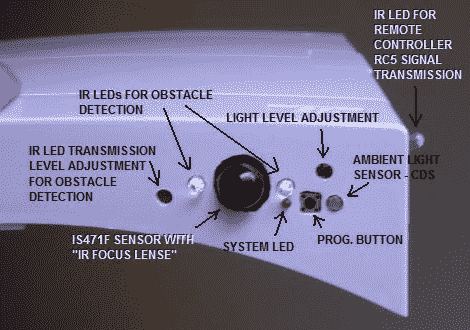 IR LED FOR
REMOTE
CONTROLLER
RC5 SIGNAL
TRANSMISSION
IR LEDs FOR OBSTACLE
DETECTION
LIGHT LEVEL ADJUSTMENT
IR LED TRANSMISSION
LEVEL ADJUSTMENT
FOR OBSTACLE
DETECTION
AMBIENT LIGHT
SENSOR - CDS
IS471F SENSOR WITH
"IR FOCUS LENSE"
SYSTEM LED
PROG. BUTTON